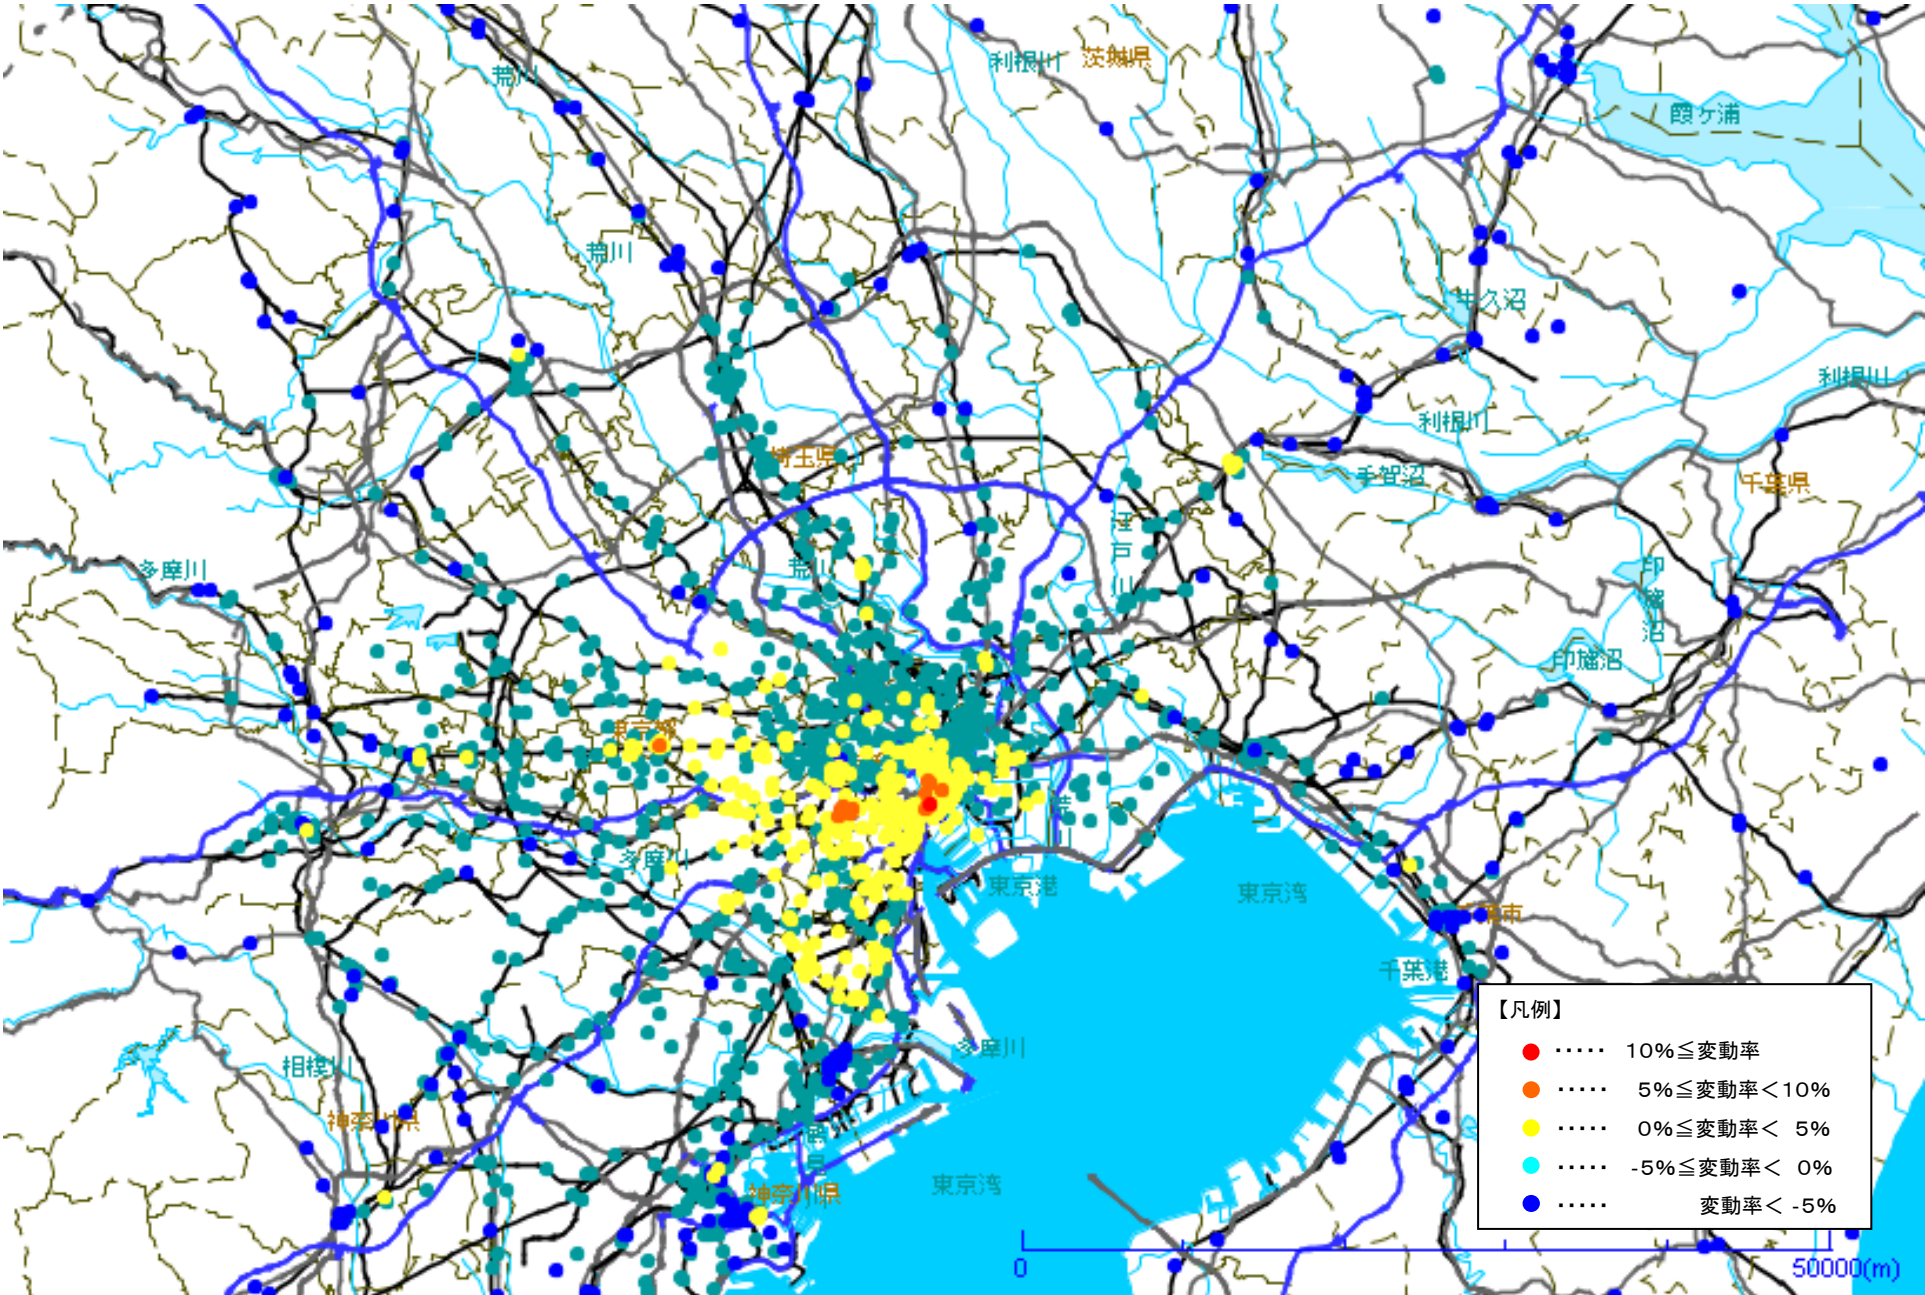 利根川
茨城県
荒川
霞ヶ浦
荒川
牛久沼
利根川
利根川
埼玉県
手賀沼
千葉県
江戸川
多摩川
荒川
印旛沼
印旛沼
東京都
荒川
多摩川
東京港
東京湾
千葉市
千葉港
【凡例】
多摩川
相模川
‥‥‥ 10%≦変動率
‥‥‥ 5%≦変動率<10%
神奈川県
‥‥‥ 0%≦変動率< 5%
‥‥‥ -5%≦変動率< 0%
東京湾
神奈川県
‥‥‥ 変動率< -5%
0
50000(m)